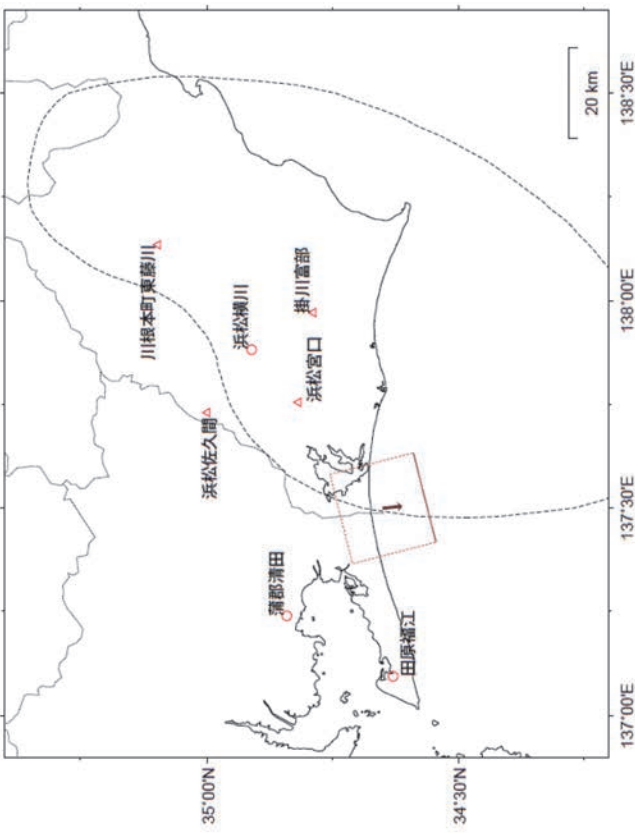 川根本町東藤川
浜松佐久間
浜松横川
掛川富部
浜松宮口
蒲郡清田
田原福江
35°00'N
34°30'N
137°00'E
137°30'E
138°00'E
138°30'E
20 km